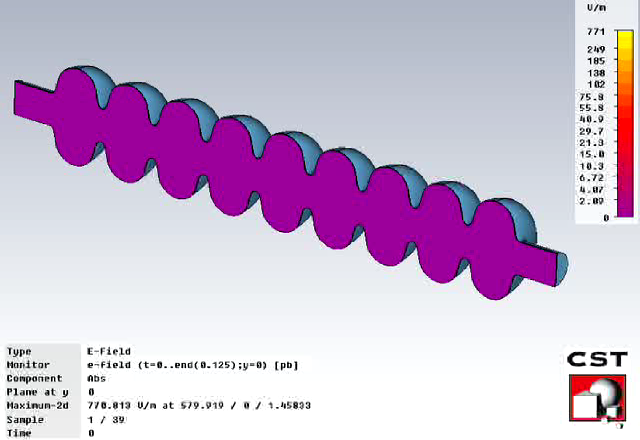 V/m
771
249
185
138
102
75.8
55.8
40.9
29.7
21.3
15.0
10.3
6.72
4.07
2.09
0
Type E-Field
Monitor e-field (t=0..end(0.125);y=0) [pb]
Component Abs
Plane at y 0
Maximum-2d 770.813 V/m at 579.919 / 0 / 1.45833
Sample 1 / 39
Time 0
CST